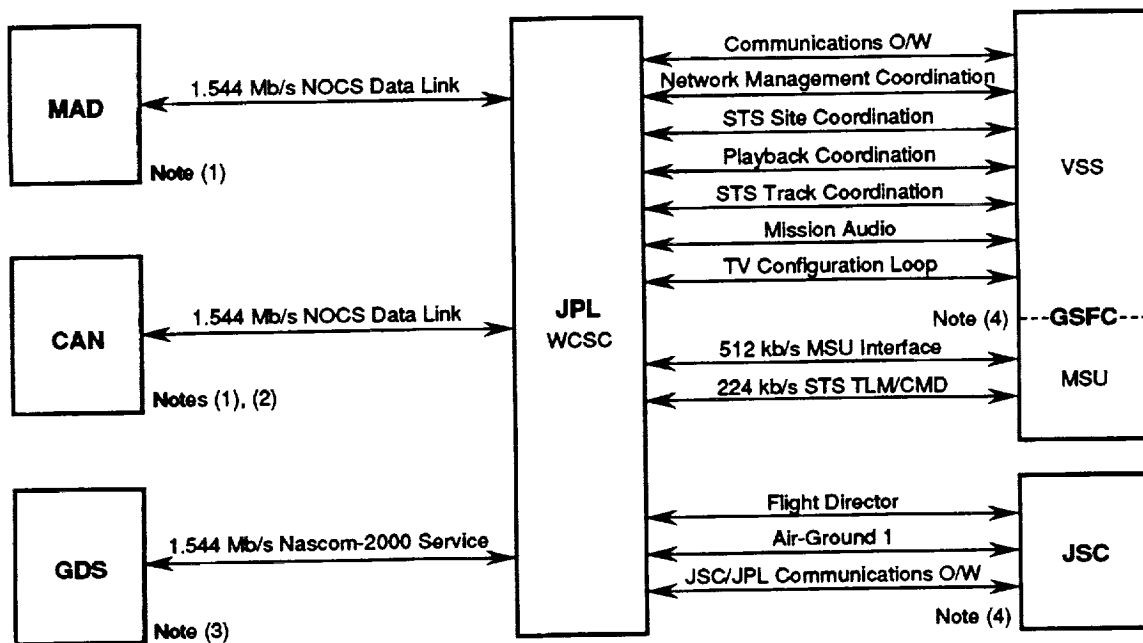 MAD
1.544 Mb/s NOCS Data Link
Note (1)
CAN
1.544 Mb/s NOCS Data Link
Notes (1), (2)
GDS
1.544 Mb/s Nascom-2000 Service
Note (3)
JPL
WCSC
Communications O/W
Network Management Coordination
STS Site Coordination
Playback Coordination
STS Track Coordination
Mission Audio
TV Configuration Loop
VSS
Note (4)
GSFC
512 kb/s MSU Interface
224 kb/s STS TLM/CMD
MSU
Flight Director
Air-Ground 1
JSC/JPL Communications O/W
Note (4)
JSC